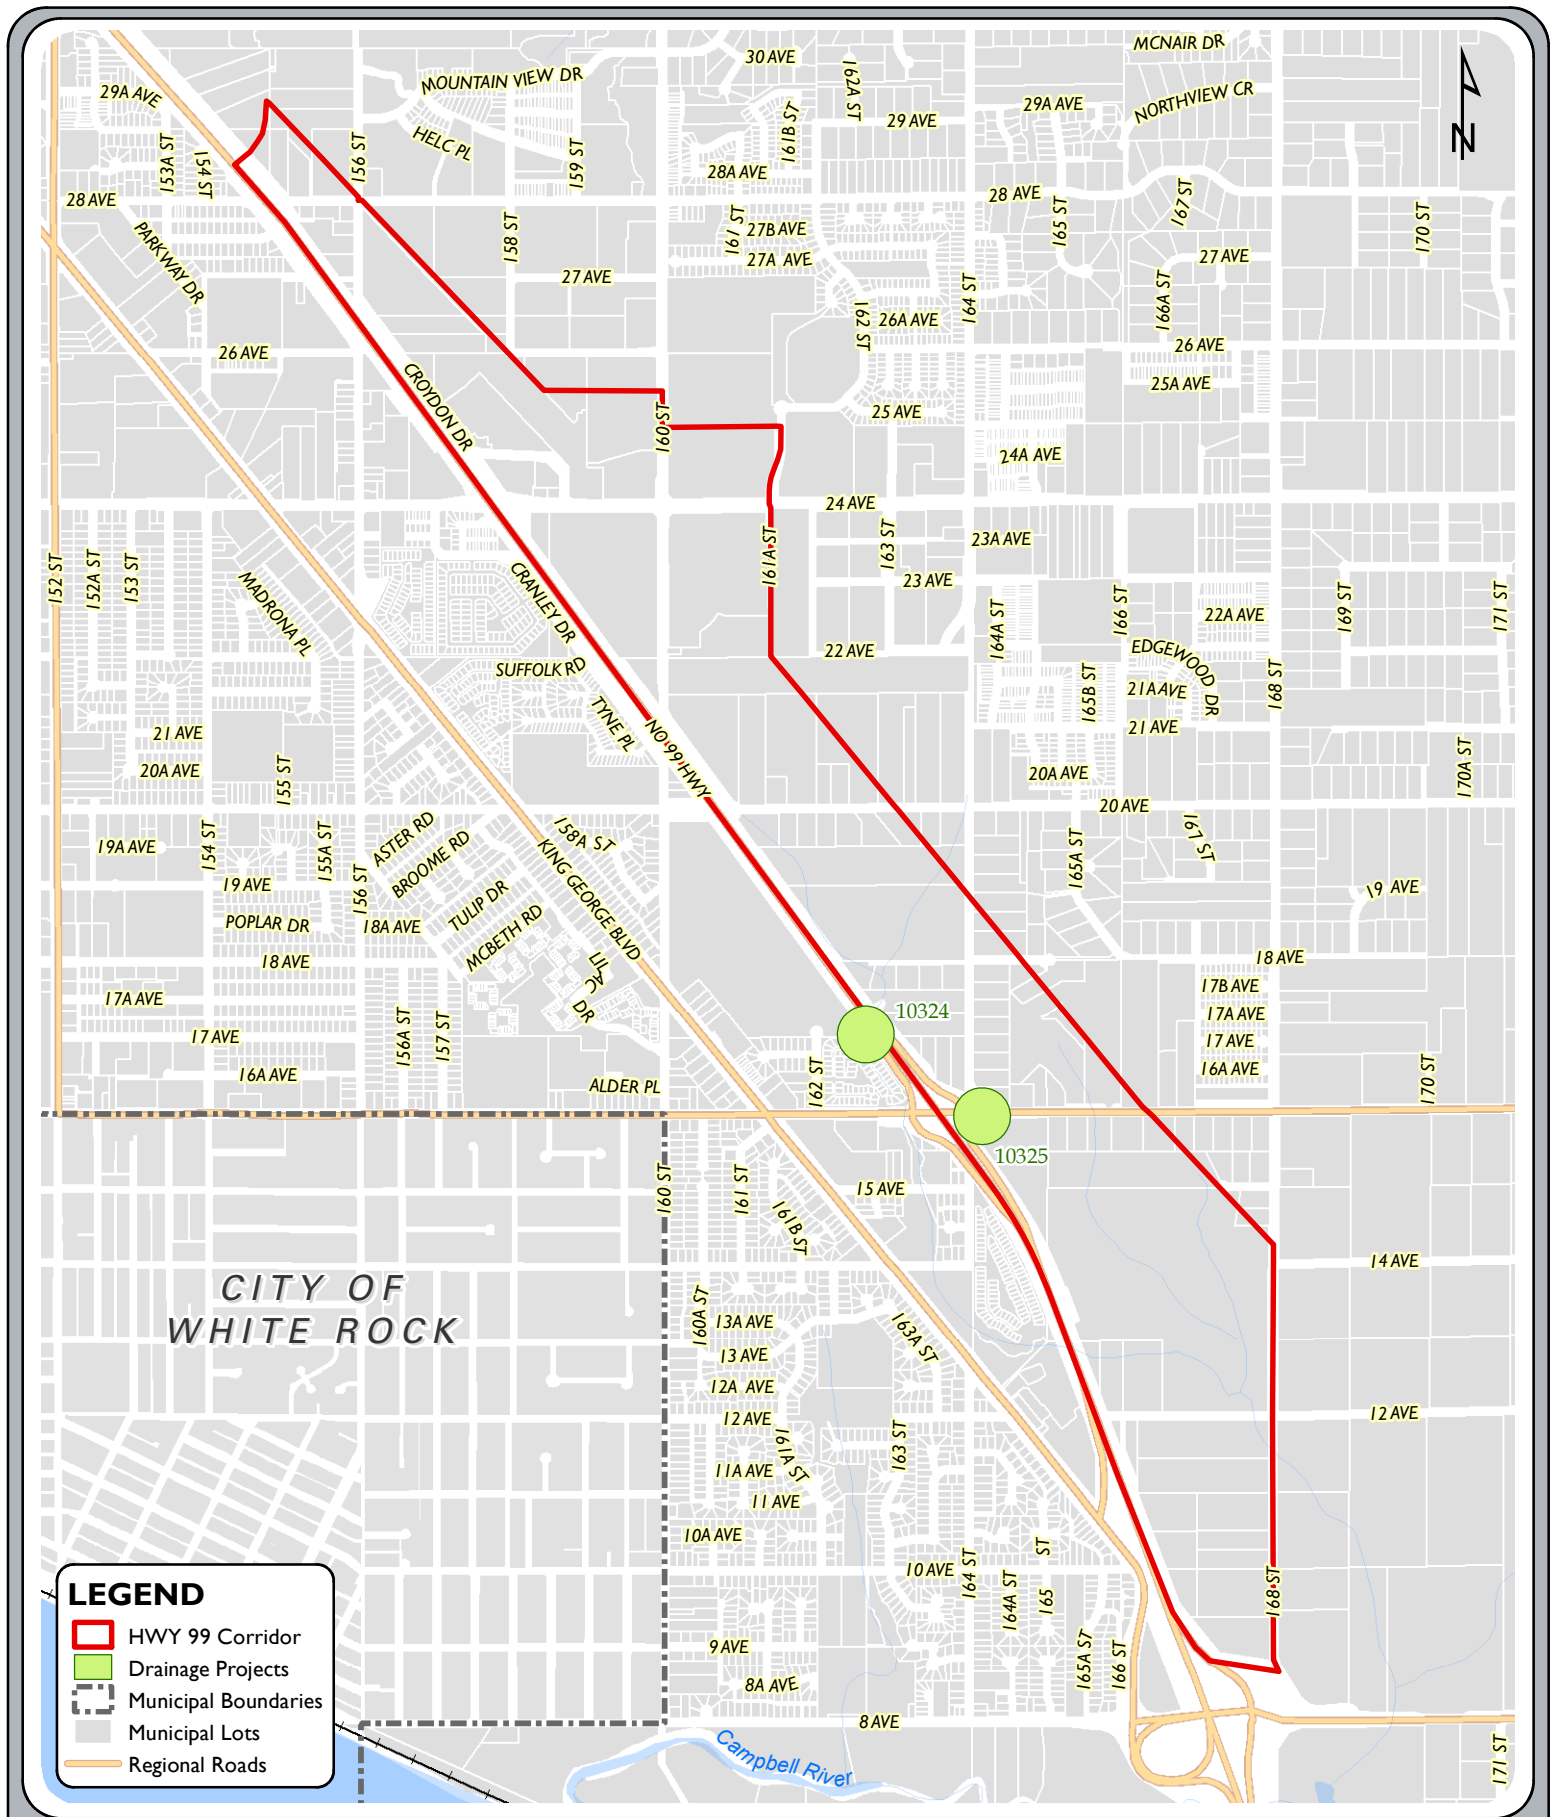 MCNAIR DR
30 AVE
162A ST
MOUNTAIN VIEW DR
29A AVE
NORTHVIEW CR
29A AVE
29 AVE
161B ST
HELC PL
156 ST
159 ST
153A ST
154 ST
28A AVE
N
28 AVE
28 AVE
167 ST
165 ST
170 ST
161 ST
158 ST
27B AVE
PARKWAY DR
27A AVE
27 AVE
27 AVE
164 ST
166A ST
162 ST
26A AVE
26 AVE
26 AVE
25A AVE
CROYDON DR
160 ST
25 AVE
24A AVE
24 AVE
23A AVE
163 ST
161A ST
152 ST
152A ST
153 ST
23 AVE
CRANLEY DR
MADRONA PL
164A ST
166 ST
22A AVE
169 ST
171 ST
22 AVE
EDGEWOOD DR
SUFFOLK RD
165B ST
21A AVE
168 ST
TYNE PL
21 AVE
21 AVE
NO 99 HWY
20A AVE
155 ST
20A AVE
170A ST
20 AVE
158A ST
167 ST
19A AVE
154 ST
155A ST
ASTER RD
BROOME RD
KING GEORGE BLVD
165A ST
19 AVE
156 ST
19 AVE
POPLAR DR
18A AVE
TULIP DR
MCBETH RD
18 AVE
18 AVE
LILAC DR
17B AVE
17A AVE
10324
17A AVE
17 AVE
156A ST
157 ST
17 AVE
16A AVE
16A AVE
162 ST
170 ST
ALDER PL
10325
160 ST
161 ST
15 AVE
161B ST
14 AVE
CITY OF
WHITE ROCK
160A ST
13A AVE
163A ST
13 AVE
12A AVE
12 AVE
12 AVE
163 ST
161A ST
11A AVE
11 AVE
10A AVE
10 AVE
164 ST
164A ST
165 ST
168 ST
9 AVE
165A ST
166 ST
8A AVE
8 AVE
171 ST
Campbell River
LEGEND
HWY 99 Corridor
Drainage Projects
Municipal Boundaries
Municipal Lots
Regional Roads